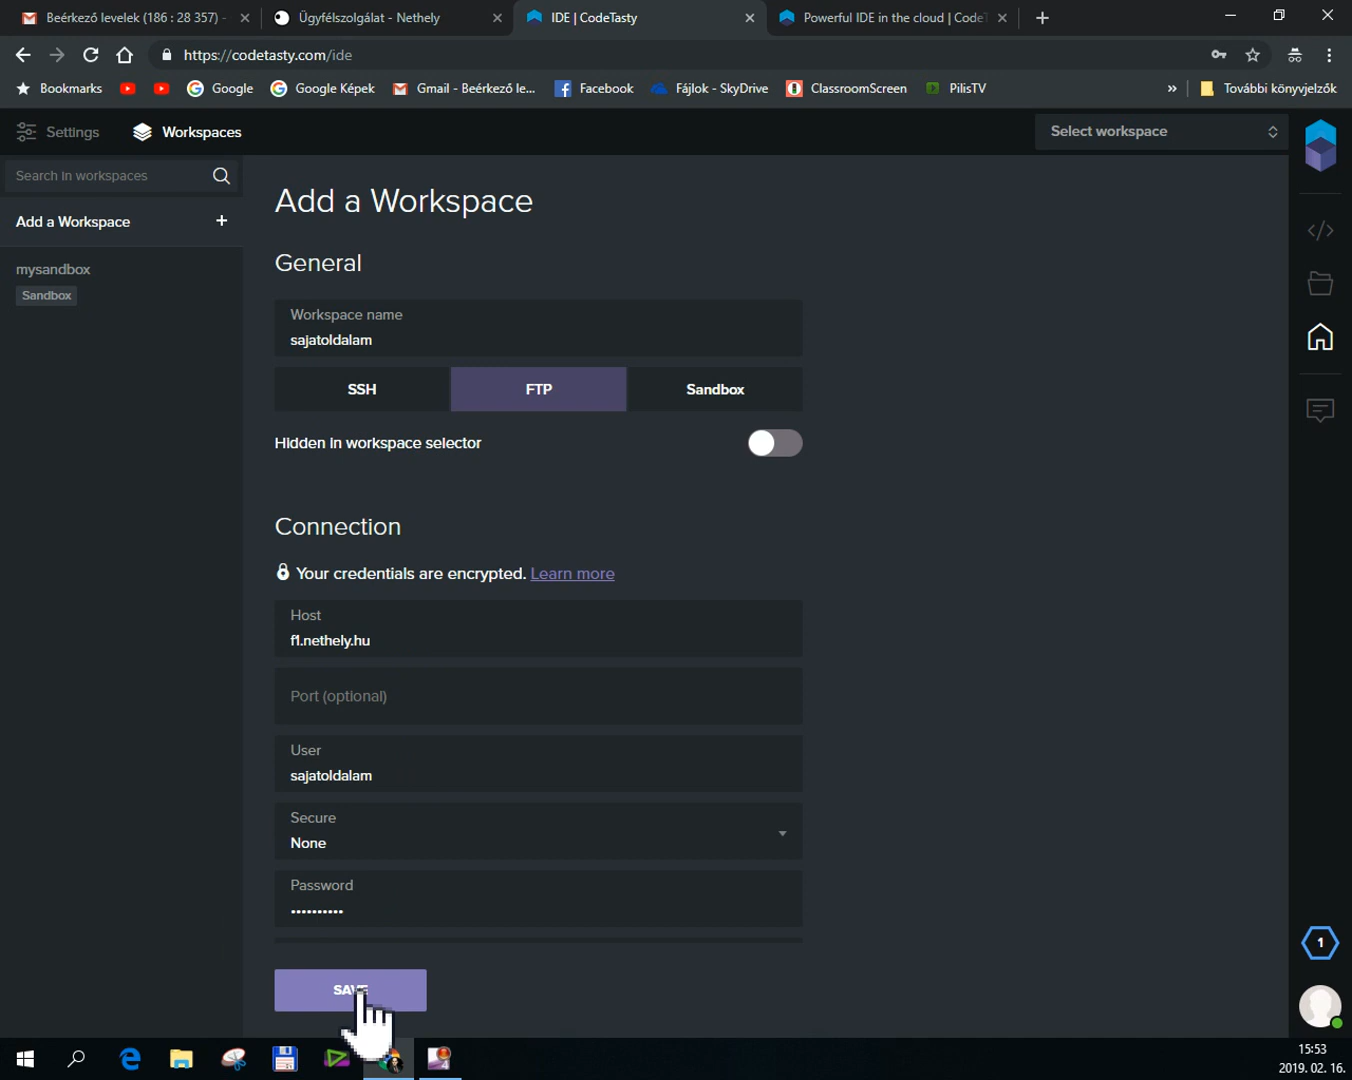 Beérkező levelek (186 : 28 357) -
Ügyfélszolgálat - Nethely
IDE | CodeTasty
Powerful IDE in the cloud | CodeT
https://codetasty.com/ide
Bookmarks
Google
Google Képek
Gmail - Beérkező le...
Facebook
Fájlok - SkyDrive
ClassroomScreen
PilisTV
»
További könyvjelzők
Settings
Workspaces
Select workspace
Search in workspaces
Add a Workspace +
mysandbox
Sandbox
Add a Workspace
General
Workspace name
sajatoldalam
SSH
FTP
Sandbox
Hidden in workspace selector
Connection
Your credentials are encrypted. Learn more
Host
f1.nethely.hu
Port (optional)
User
sajatoldalam
Secure
None
Password
••••••••••
SAVE
1
15:53
2019. 02. 16.